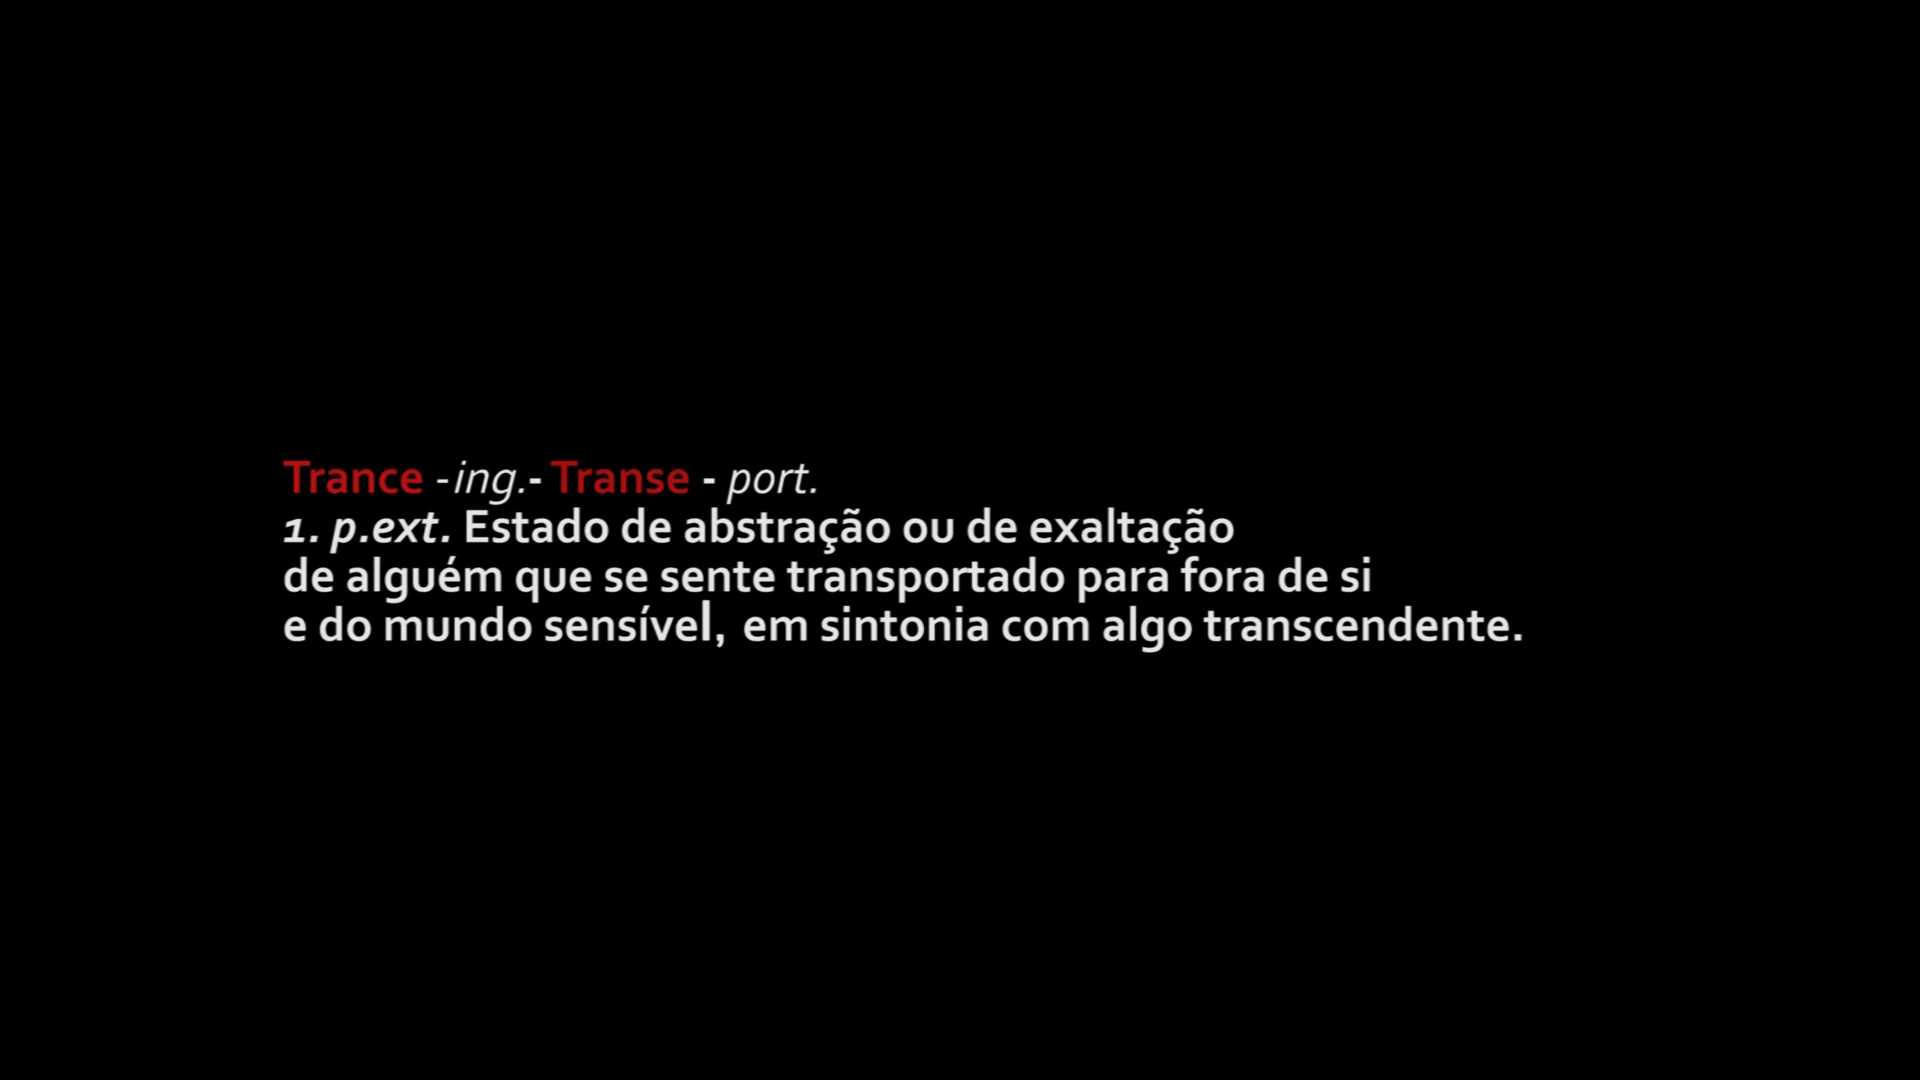 Trance -ing.- Transe - port.
1. p.ext. Estado de abstração ou de exaltação
de alguém que se sente transportado para fora de si
e do mundo sensível, em sintonia com algo transcendente.